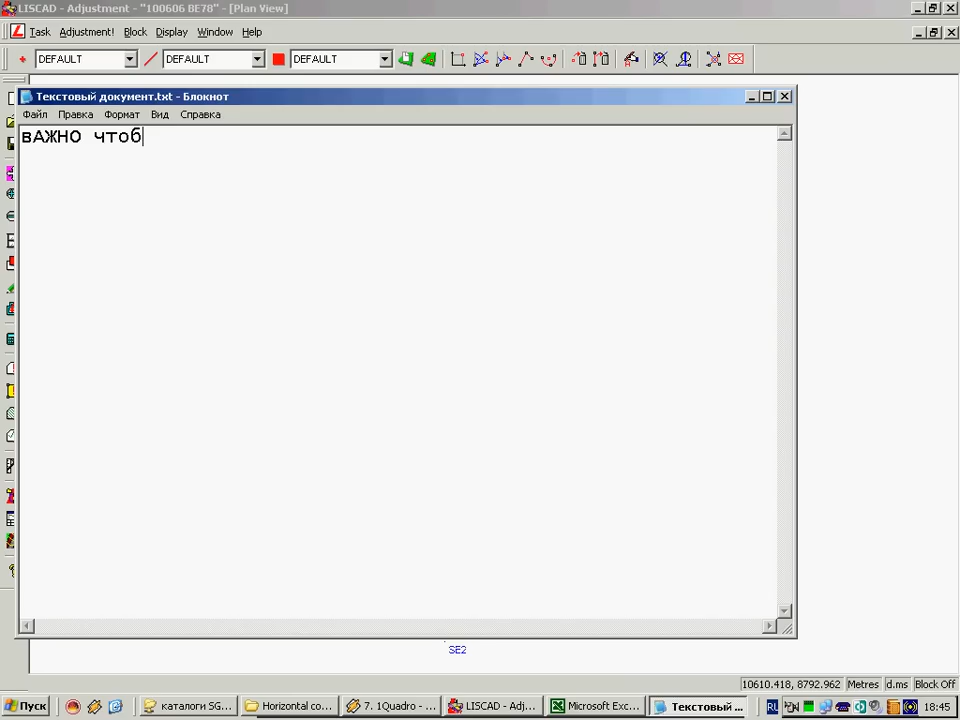 LISCAD - Adjustment - "100606 BE78" - [Plan View]
Task Adjustment! Block Display Window Help
DEFAULT DEFAULT DEFAULT
Текстовый документ.txt - Блокнот
Файл Правка Формат Вид Справка
вАЖНО чтоб
SE2
10610.418, 8792.962 Metres d.ms Block Off
Пуск каталоги SG... Horizontal co... 7. 1Quadro - ... LISCAD - Adj... Microsoft Exc... Текстовый ... RL 18:45